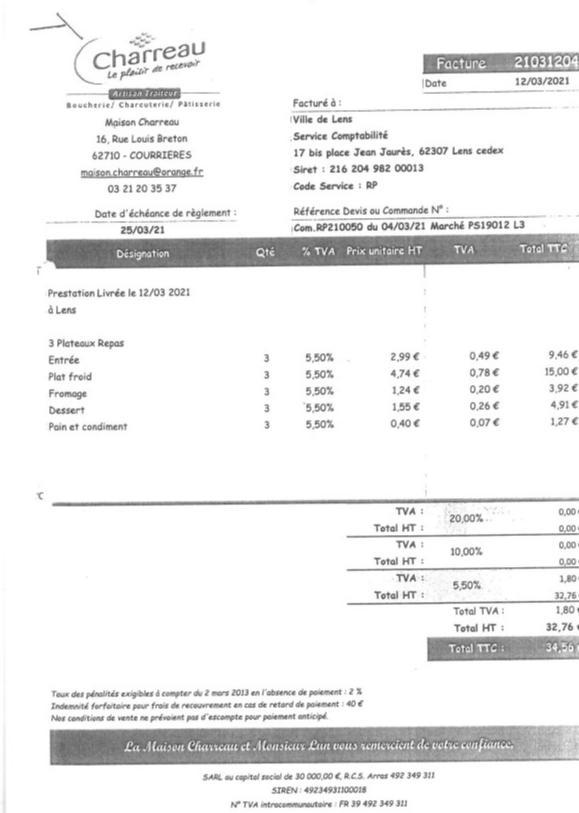 Charreau
Le plaisir de recevoir
Artisan Traiteur
Boucherie/ Charcuterie/ Pâtisserie
Maison Charreau
16, Rue Louis Breton
62710 - COURRIERES
maison.charreau@orange.fr
03 21 20 35 37
Facture 21031204
Date 12/03/2021
Facturé à :
Ville de Lens
Service Comptabilité
17 bis place Jean Jaurès, 62307 Lens cedex
Siret : 216 204 982 00013
Code Service : RP
Date d'échéance de règlement :
25/03/21
Référence Devis ou Commande N° :
Com.RP210050 du 04/03/21 Marché PS19012 L3
Désignation Qté % TVA Prix unitaire HT TVA Total TTC
Prestation Livrée le 12/03 2021
à Lens
3 Plateaux Repas
Entrée 3 5,50% 2,99 € 0,49 € 9,46 €
Plat froid 3 5,50% 4,74 € 0,78 € 15,00 €
Fromage 3 5,50% 1,24 € 0,20 € 3,92 €
Dessert 3 5,50% 1,55 € 0,26 € 4,91 €
Pain et condiment 3 5,50% 0,40 € 0,07 € 1,27 €
TVA : 20,00% 0,00
Total HT : 0,00
TVA : 10,00% 0,00
Total HT : 0,00
TVA : 5,50% 1,80
Total HT : 32,76
Total TVA : 1,80
Total HT : 32,76
Total TTC : 34,56
Taux des pénalités exigibles à compter du 2 mars 2013 en l'absence de paiement : 2 %
Indemnité forfaitaire pour frais de recouvrement en cas de retard de paiement : 40 €
Nos conditions de vente ne prévoient pas d'escompte pour paiement anticipé.
La Maison Charreau et Monsieur Lun vous remercient de votre confiance.
SARL au capital social de 30 000,00 €, R.C.S. Arras 492 349 311
SIREN : 49234931100018
N° TVA intracommunautaire : FR 39 492 349 311